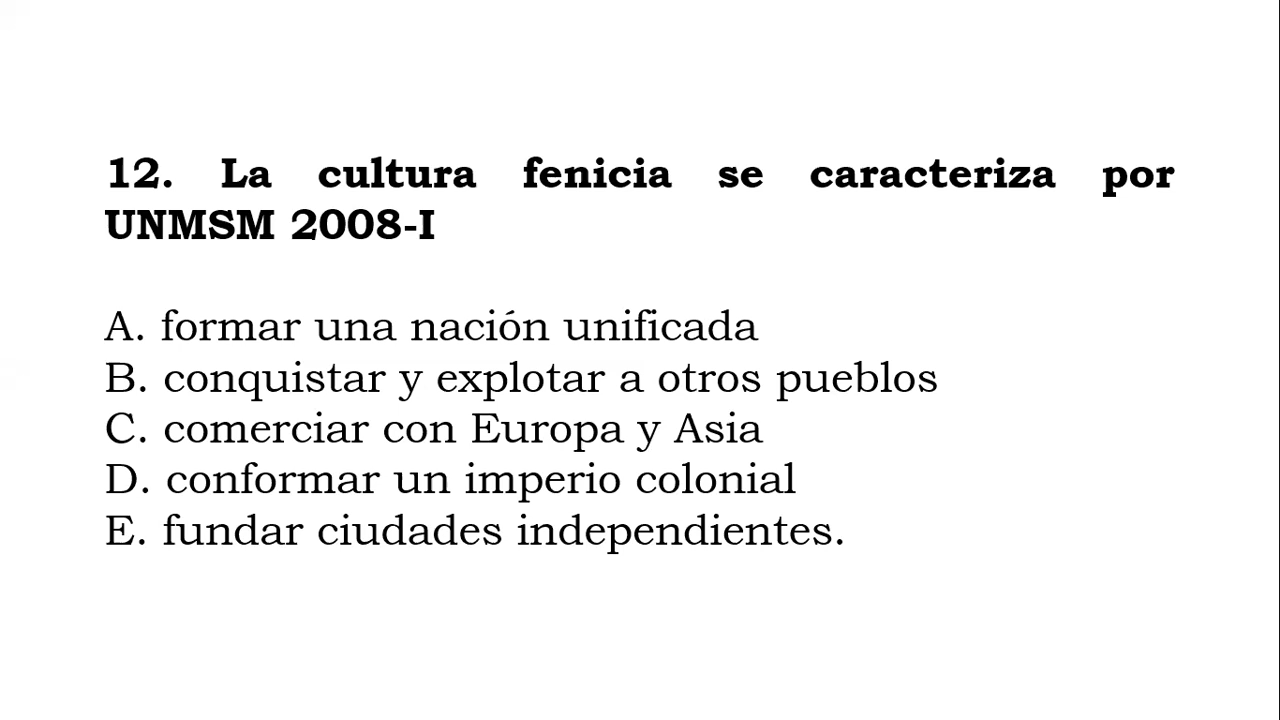 12. La cultura fenicia se caracteriza por
UNMSM 2008-I
A. formar una nación unificada
B. conquistar y explotar a otros pueblos
C. comerciar con Europa y Asia
D. conformar un imperio colonial
E. fundar ciudades independientes.